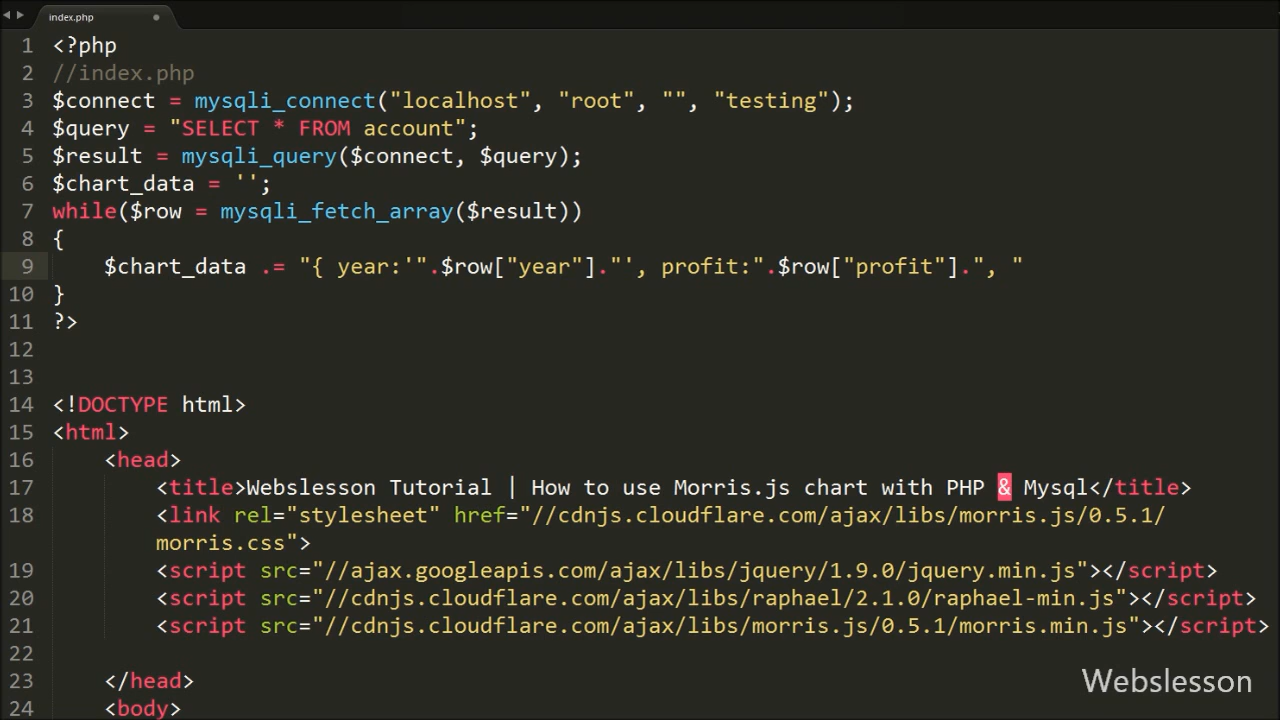 index.php
1 <?php
2 //index.php
3 $connect = mysqli_connect("localhost", "root", "", "testing");
4 $query = "SELECT * FROM account";
5 $result = mysqli_query($connect, $query);
6 $chart_data = '';
7 while($row = mysqli_fetch_array($result))
8 {
9 $chart_data .= "{ year:'".$row["year"]."', profit:".$row["profit"].", "
10 }
11 ?>
12
13
14 <!DOCTYPE html>
15 <html>
16 <head>
17 <title>Webslesson Tutorial | How to use Morris.js chart with PHP & Mysql</title>
18 <link rel="stylesheet" href="//cdnjs.cloudflare.com/ajax/libs/morris.js/0.5.1/
morris.css">
19 <script src="//ajax.googleapis.com/ajax/libs/jquery/1.9.0/jquery.min.js"></script>
20 <script src="//cdnjs.cloudflare.com/ajax/libs/raphael/2.1.0/raphael-min.js"></script>
21 <script src="//cdnjs.cloudflare.com/ajax/libs/morris.js/0.5.1/morris.min.js"></script>
22
23 </head>
24 <body>
Webslesson